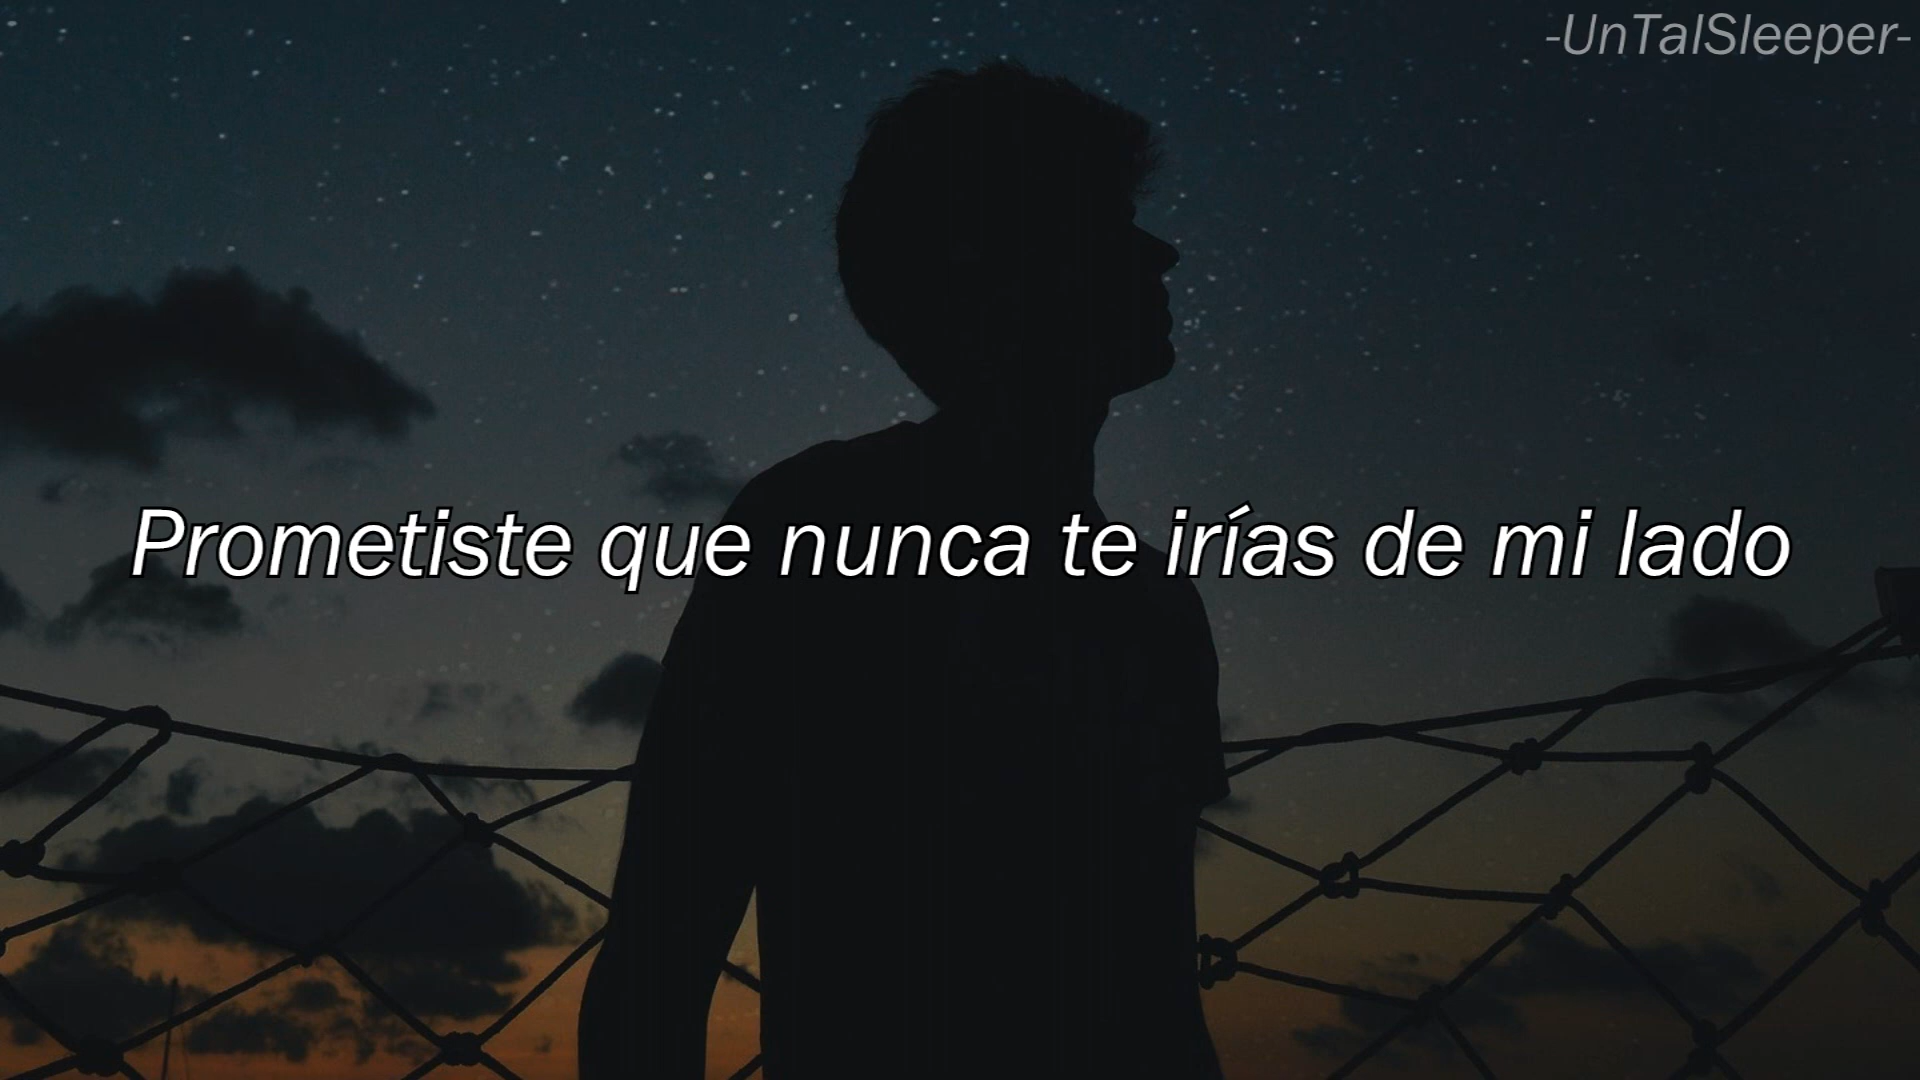 -UnTalSleeper-
Prometiste que nunca te irías de mi lado